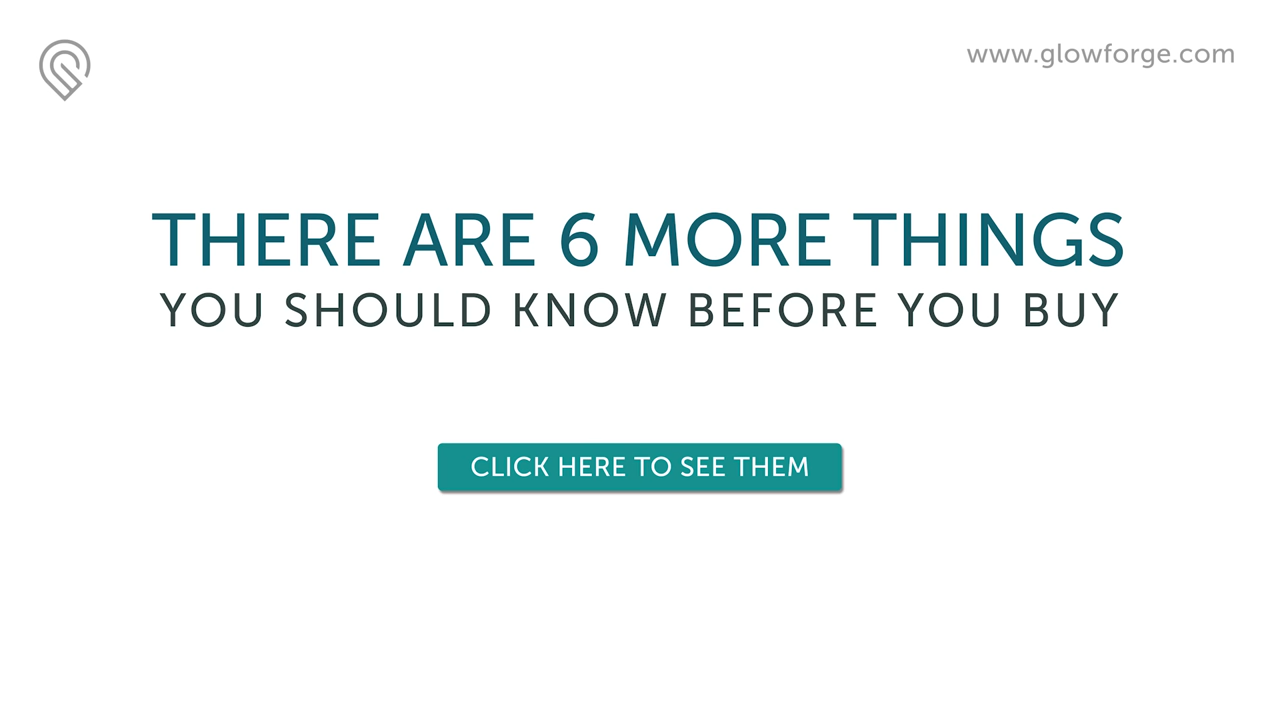 www.glowforge.com
THERE ARE 6 MORE THINGS
YOU SHOULD KNOW BEFORE YOU BUY
CLICK HERE TO SEE THEM